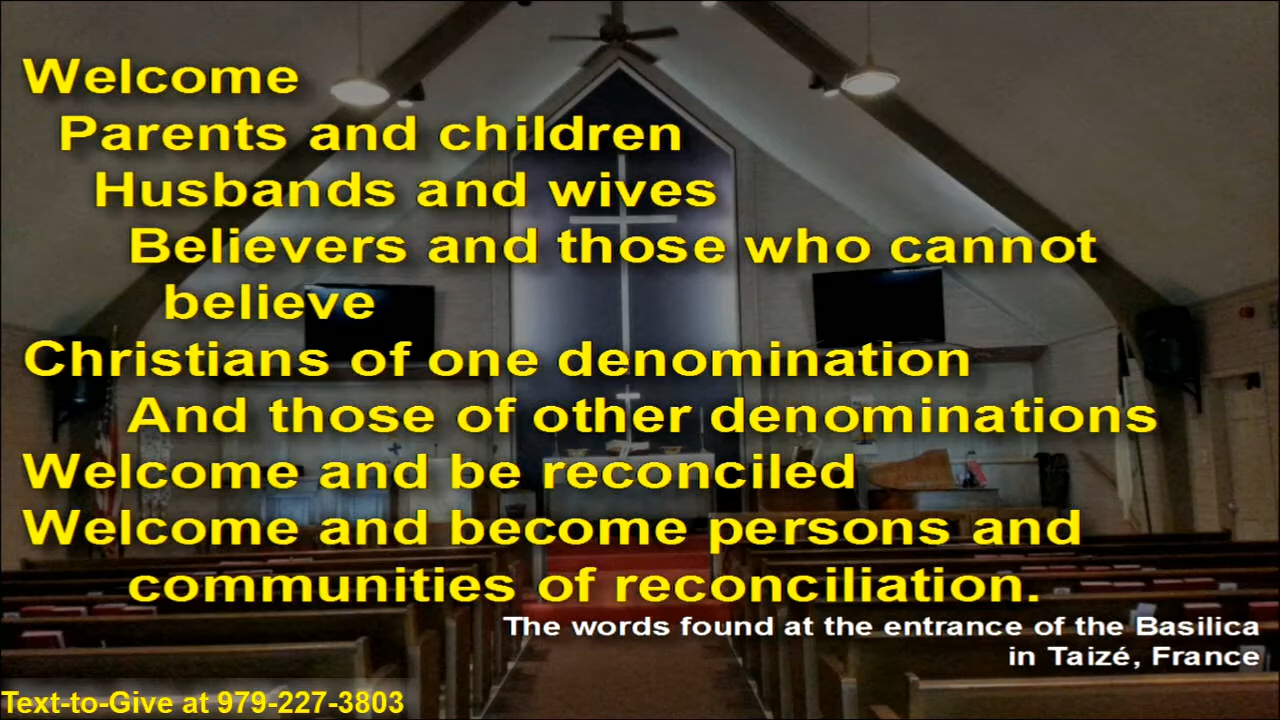 Welcome
Parents and children
Husbands and wives
Believers and those who cannot
believe
Christians of one denomination
And those of other denominations
Welcome and be reconciled
Welcome and become persons and
communities of reconciliation.
The words found at the entrance of the Basilica
in Taizé, France
Text-to-Give at 979-227-3803